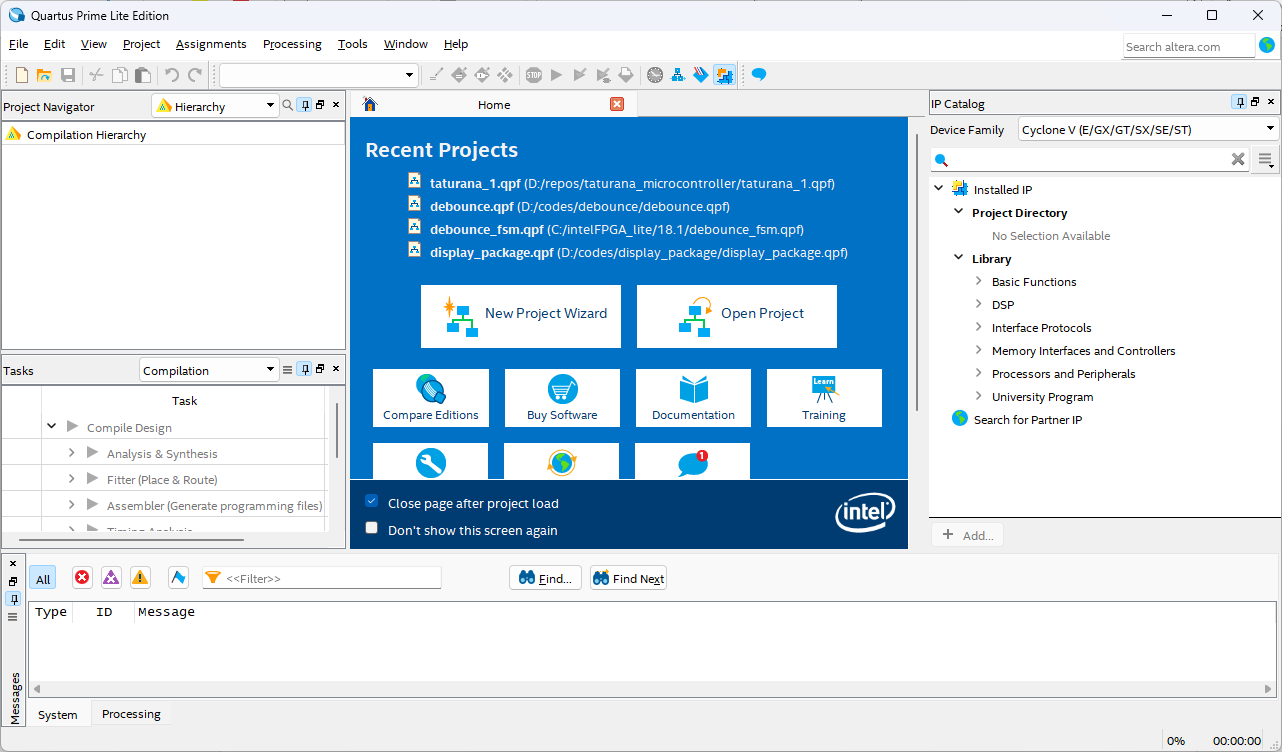 Quartus Prime Lite Edition
File Edit View Project Assignments Processing Tools Window Help
Search altera.com
STOP
Project Navigator
Hierarchy
Compilation Hierarchy
Tasks
Compilation
Task
Compile Design
Analysis & Synthesis
Fitter (Place & Route)
Assembler (Generate programming files)
Timing Analysis
Home
Recent Projects
taturana_1.qpf (D:/repos/taturana_microcontroller/taturana_1.qpf)
debounce.qpf (D:/codes/debounce/debounce.qpf)
debounce_fsm.qpf (C:/intelFPGA_lite/18.1/debounce_fsm.qpf)
display_package.qpf (D:/codes/display_package/display_package.qpf)
New Project Wizard
Open Project
Compare Editions
Buy Software
Documentation
Learn
Training
1
Close page after project load
Don't show this screen again
intel
IP Catalog
Device Family
Cyclone V (E/GX/GT/SX/SE/ST)
Installed IP
Project Directory
No Selection Available
Library
Basic Functions
DSP
Interface Protocols
Memory Interfaces and Controllers
Processors and Peripherals
University Program
Search for Partner IP
Add...
Messages
All
<<Filter>>
Find...
Find Next
Type ID Message
System
Processing
0% 00:00:00